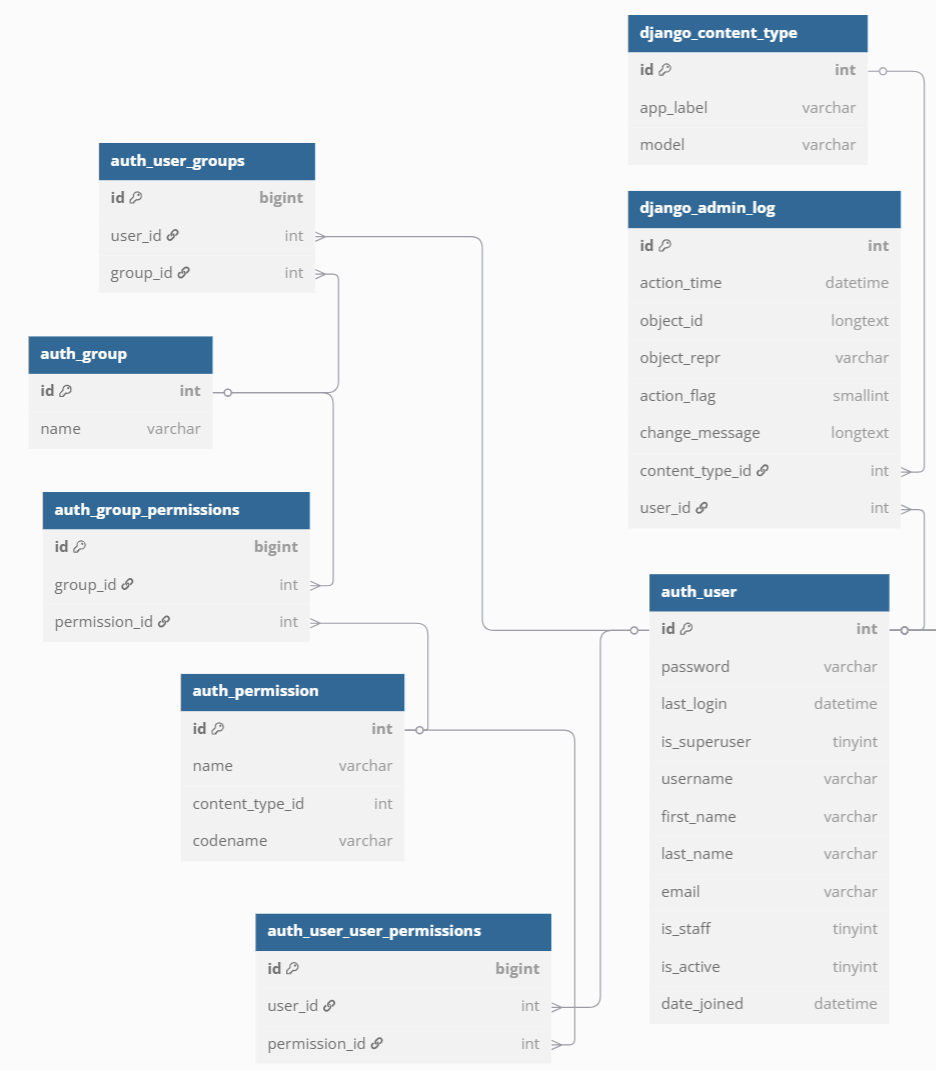 django_content_type
id int
app_label varchar
model varchar
auth_user_groups
id bigint
user_id int
group_id int
django_admin_log
id int
action_time datetime
object_id longtext
object_repr varchar
action_flag smallint
change_message longtext
content_type_id int
user_id int
auth_group
id int
name varchar
auth_group_permissions
id bigint
group_id int
permission_id int
auth_user
id int
password varchar
last_login datetime
is_superuser tinyint
username varchar
first_name varchar
last_name varchar
email varchar
is_staff tinyint
is_active tinyint
date_joined datetime
auth_permission
id int
name varchar
content_type_id int
codename varchar
auth_user_user_permissions
id bigint
user_id int
permission_id int